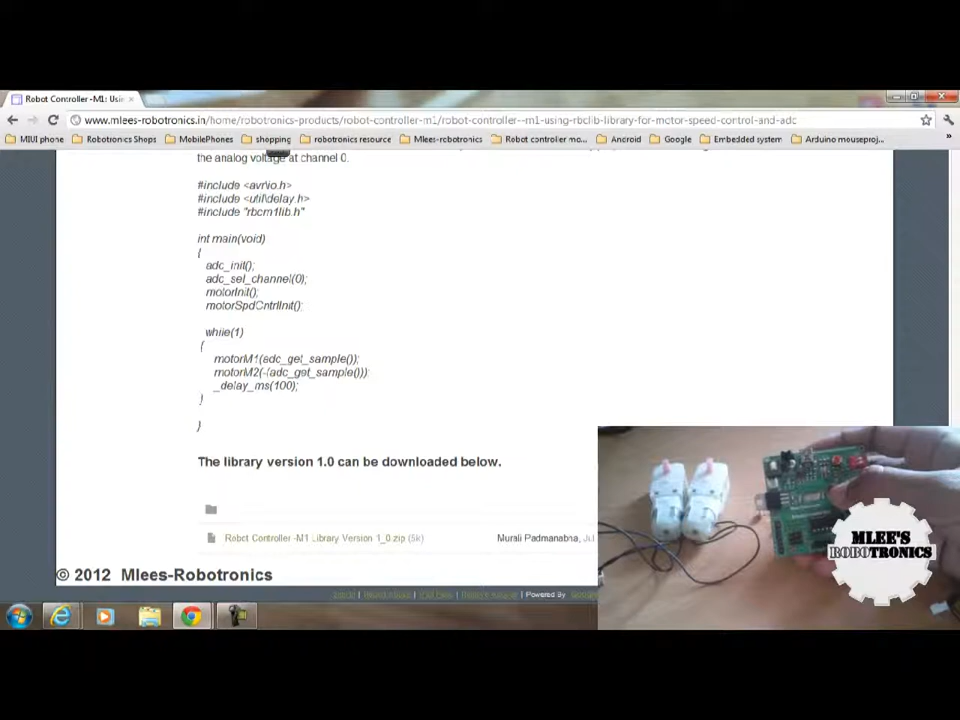 Robot Controller -M1: Usi
www.mlees-robotronics.in/home/robotronics-products/robot-controller-m1/robot-controller--m1-using-rbclib-library-for-motor-speed-control-and-adc
MIUI phone Robotronics Shops MobilePhones shopping robotronics resource Mlees-robotronics Robot controller mo... Android Google Embedded system Arduino mouseproj... »
the analog voltage at channel 0.
#include <avr\io.h>
#include <util\delay.h>
#include "rbcm1lib.h"
int main(void)
{
adc_init();
adc_sel_channel(0);
motorInit();
motorSpdCntrlInit();
while(1)
{
motorM1(adc_get_sample());
motorM2(-(adc_get_sample()));
_delay_ms(100);
}
}
The library version 1.0 can be downloaded below.
Robot Controller -M1 Library Version 1_0.zip (5k) Murali Padmanabha, Jul
© 2012 Mlees-Robotronics
Powered By
MLEE'S
ROBOTRONICS